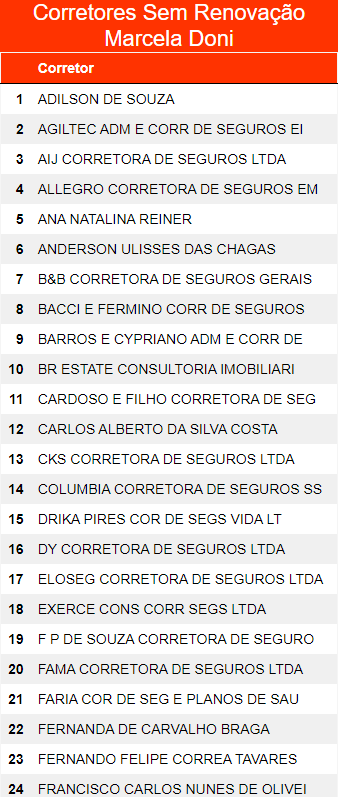 Corretores Sem Renovação
Marcela Doni
Corretor
1 ADILSON DE SOUZA
2 AGILTEC ADM E CORR DE SEGUROS EI
3 AIJ CORRETORA DE SEGUROS LTDA
4 ALLEGRO CORRETORA DE SEGUROS EM
5 ANA NATALINA REINER
6 ANDERSON ULISSES DAS CHAGAS
7 B&B CORRETORA DE SEGUROS GERAIS
8 BACCI E FERMINO CORR DE SEGUROS
9 BARROS E CYPRIANO ADM E CORR DE
10 BR ESTATE CONSULTORIA IMOBILIARI
11 CARDOSO E FILHO CORRETORA DE SEG
12 CARLOS ALBERTO DA SILVA COSTA
13 CKS CORRETORA DE SEGUROS LTDA
14 COLUMBIA CORRETORA DE SEGUROS SS
15 DRIKA PIRES COR DE SEGS VIDA LT
16 DY CORRETORA DE SEGUROS LTDA
17 ELOSEG CORRETORA DE SEGUROS LTDA
18 EXERCE CONS CORR SEGS LTDA
19 F P DE SOUZA CORRETORA DE SEGURO
20 FAMA CORRETORA DE SEGUROS LTDA
21 FARIA COR DE SEG E PLANOS DE SAU
22 FERNANDA DE CARVALHO BRAGA
23 FERNANDO FELIPE CORREA TAVARES
24 FRANCISCO CARLOS NUNES DE OLIVEI